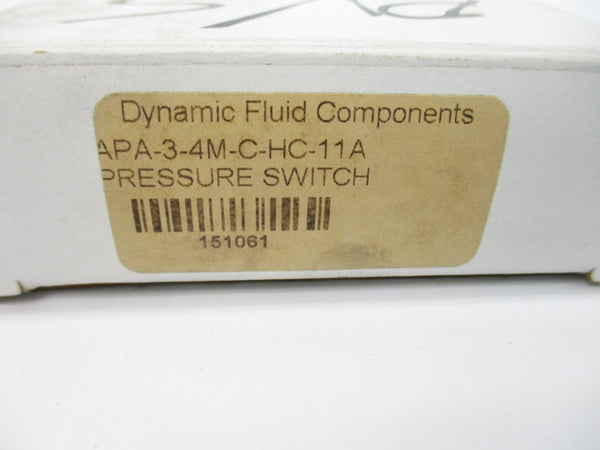 Dynamic Fluid Components
APA-3-4M-C-HC-11A
PRESSURE SWITCH
151061